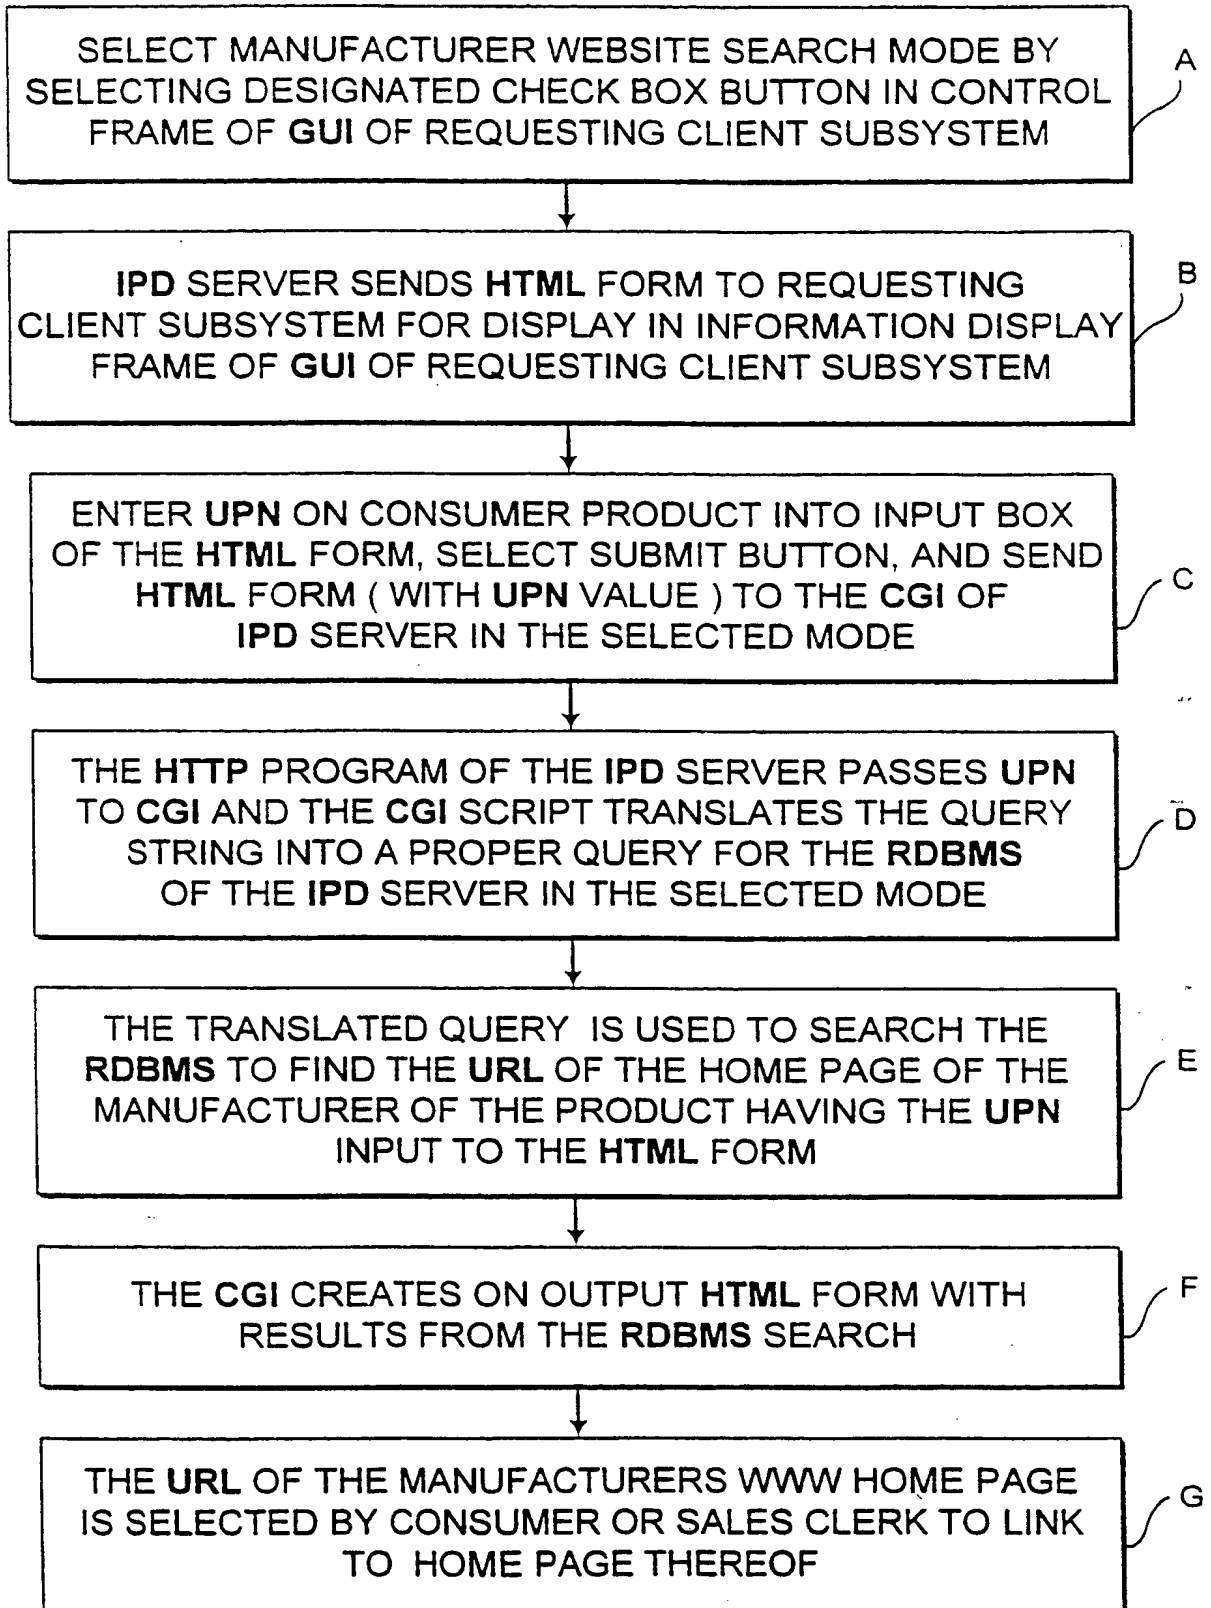 SELECT MANUFACTURER WEBSITE SEARCH MODE BY
SELECTING DESIGNATED CHECK BOX BUTTON IN CONTROL
FRAME OF GUI OF REQUESTING CLIENT SUBSYSTEM
A
IPD SERVER SENDS HTML FORM TO REQUESTING
CLIENT SUBSYSTEM FOR DISPLAY IN INFORMATION DISPLAY
FRAME OF GUI OF REQUESTING CLIENT SUBSYSTEM
B
ENTER UPN ON CONSUMER PRODUCT INTO INPUT BOX
OF THE HTML FORM, SELECT SUBMIT BUTTON, AND SEND
HTML FORM ( WITH UPN VALUE ) TO THE CGI OF
IPD SERVER IN THE SELECTED MODE
C
THE HTTP PROGRAM OF THE IPD SERVER PASSES UPN
TO CGI AND THE CGI SCRIPT TRANSLATES THE QUERY
STRING INTO A PROPER QUERY FOR THE RDBMS
OF THE IPD SERVER IN THE SELECTED MODE
D
THE TRANSLATED QUERY IS USED TO SEARCH THE
RDBMS TO FIND THE URL OF THE HOME PAGE OF THE
MANUFACTURER OF THE PRODUCT HAVING THE UPN
INPUT TO THE HTML FORM
E
THE CGI CREATES ON OUTPUT HTML FORM WITH
RESULTS FROM THE RDBMS SEARCH
F
THE URL OF THE MANUFACTURERS WWW HOME PAGE
IS SELECTED BY CONSUMER OR SALES CLERK TO LINK
TO HOME PAGE THEREOF
G